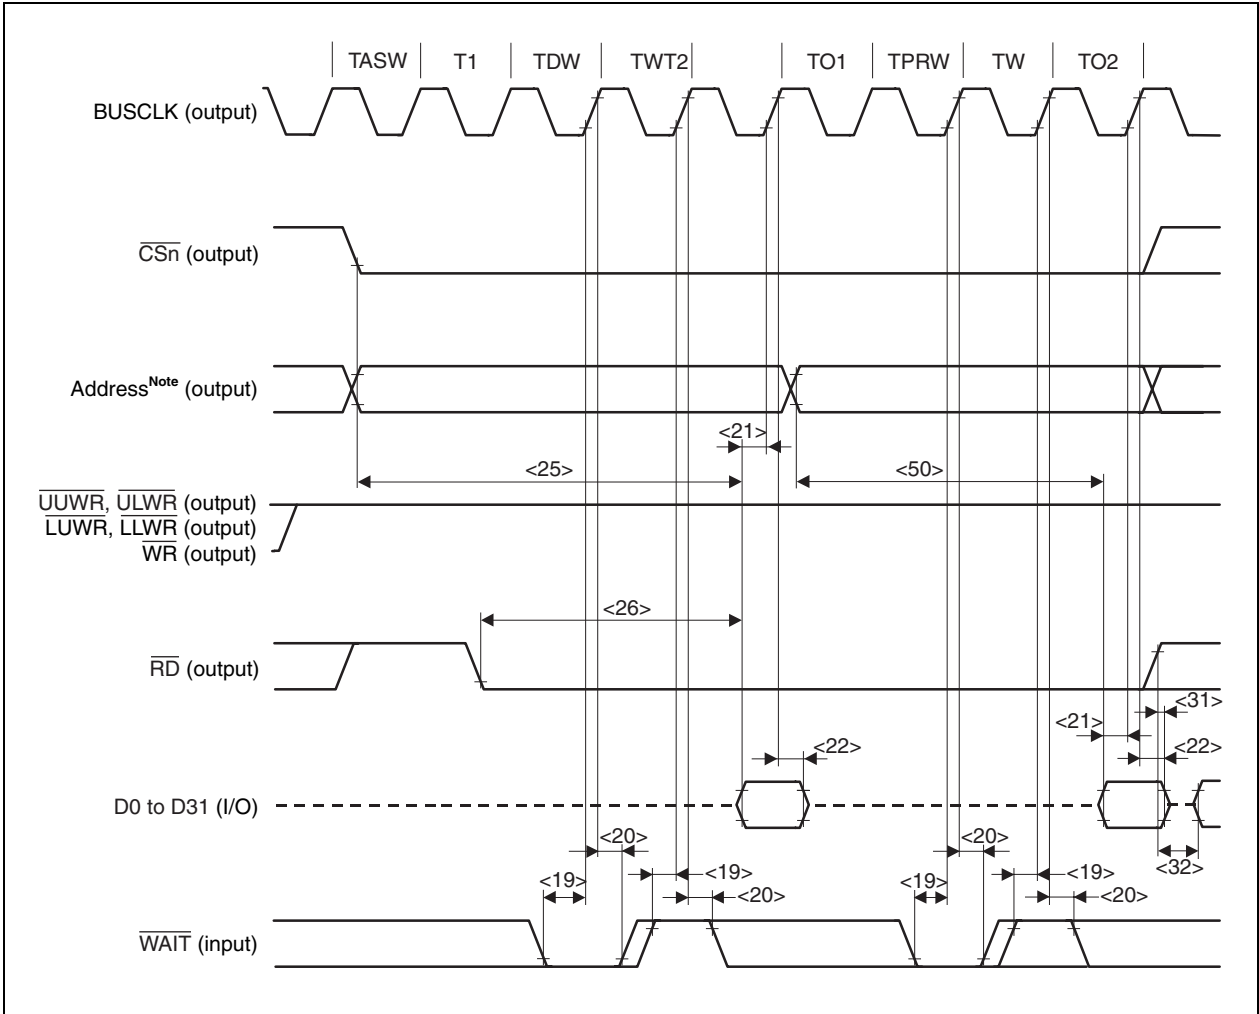 TASW T1 TDW TWT2 TO1 TPRW TW TO2
BUSCLK (output)
CSn (output)
Address^Note (output)
<21>
<25> <50>
UUWR, ULWR (output)
LUWR, LLWR (output)
WR (output)
<26>
RD (output)
<31>
<21>
<22> <22>
D0 to D31 (I/O)
<20> <20>
<32>
<19> <19> <19> <19>
<20> <20>
WAIT (input)